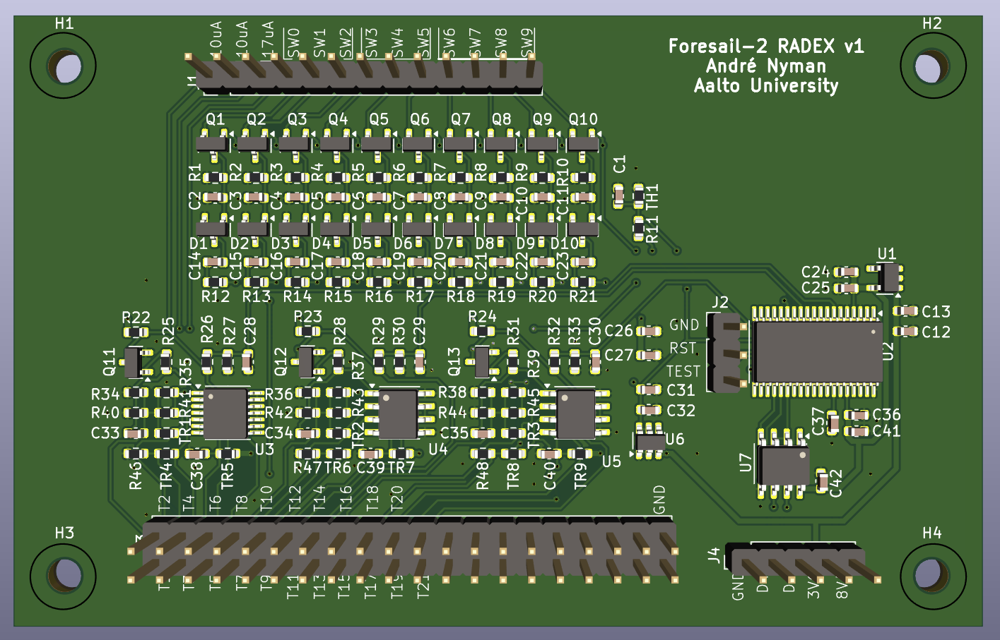 H1
10uA
10uA
17uA
SW0
SW1
SW2
SW3
SW4
SW5
SW6
SW7
SW8
SW9
H2
Foresail-2 RADEX v1
André Nyman
Aalto University
J1
Q1 Q2 Q3 Q4 Q5 Q6 Q7 Q8 Q9 Q10
R1 R2 R3 R4 R5 R6 R7 R8 R9 R10
C1
C2 C3 C4 C5 C6 C7 C8 C9 C10 C11
TH1
R11
D1 D2 D3 D4 D5 D6 D7 D8 D9 D10
C14 C15 C16 C17 C18 C19 C20 C21 C22 C23
R12 R13 R14 R15 R16 R17 R18 R19 R20 R21
U1
C24
C25
C13
C12
J2
GND
RST
TEST
U2
R22 R25 R26 R27 C28
R23 R28 R29 R30 C29
R24 R31 R32 R33 C30
C26
C27
Q11 R35
Q12 R37
Q13 R39
R34 R41
R36 R43
R38 R45
C31
R40
R42
R44
C32
C33 TR1 U3
C34 TR2 U4
C35 TR3 U5
U6
C37
C36
C41
U7
C42
R46 TR4 C38 TR5
R47 TR6 C39 TR7
R48 TR8 C40 TR9
T2 T4 T6 T8 T10 T12 T14 T16 T18 T20 GND
H3
H4
J4
T11 T13 T15 T17 T19
GND